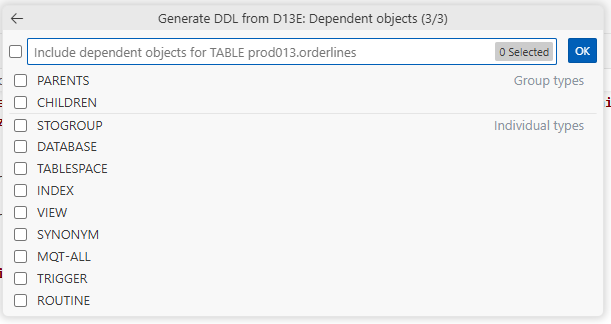 Generate DDL from D13E: Dependent objects (3/3)
Include dependent objects for TABLE prod013.orderlines 0 Selected OK
PARENTS Group types
CHILDREN
STOGROUP Individual types
DATABASE
TABLESPACE
INDEX
VIEW
SYNONYM
MQT-ALL
TRIGGER
ROUTINE